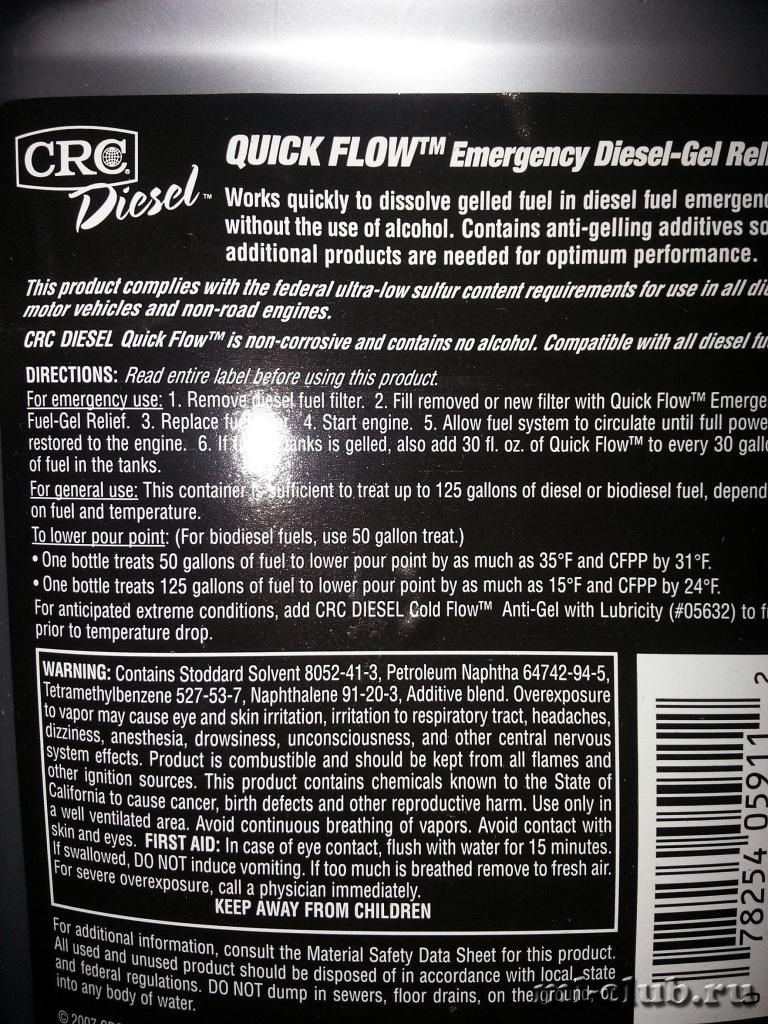 CRC®
Diesel™
QUICK FLOW™ Emergency Diesel-Gel Reli
Works quickly to dissolve gelled fuel in diesel fuel emergenc
without the use of alcohol. Contains anti-gelling additives so
additional products are needed for optimum performance.
This product complies with the federal ultra-low sulfur content requirements for use in all die
motor vehicles and non-road engines.
CRC DIESEL Quick Flow™ is non-corrosive and contains no alcohol. Compatible with all diesel fu
DIRECTIONS: Read entire label before using this product.
For emergency use: 1. Remove diesel fuel filter. 2. Fill removed or new filter with Quick Flow™ Emerge
Fuel-Gel Relief. 3. Replace 4. Start engine. 5. Allow fuel system to circulate until full powe
restored to the engine. 6. If tanks is gelled, also add 30 fl. oz. of Quick Flow™ to every 30 gallo
of fuel in the tanks.
For general use: This container is sufficient to treat up to 125 gallons of diesel or biodiesel fuel, depend
on fuel and temperature.
To lower pour point: (For biodiesel fuels, use 50 gallon treat.)
• One bottle treats 50 gallons of fuel to lower pour point by as much as 35°F and CFPP by 31°F.
• One bottle treats 125 gallons of fuel to lower pour point by as much as 15°F and CFPP by 24°F.
For anticipated extreme conditions, add CRC DIESEL Cold Flow™ Anti-Gel with Lubricity (#05632) to f
prior to temperature drop.
WARNING: Contains Stoddard Solvent 8052-41-3, Petroleum Naphtha 64742-94-5,
Tetramethylbenzene 527-53-7, Naphthalene 91-20-3, Additive blend. Overexposure
to vapor may cause eye and skin irritation, irritation to respiratory tract, headaches,
dizziness, anesthesia, drowsiness, unconsciousness, and other central nervous
system effects. Product is combustible and should be kept from all flames and
other ignition sources. This product contains chemicals known to the State of
California to cause cancer, birth defects and other reproductive harm. Use only in
a well ventilated area. Avoid continuous breathing of vapors. Avoid contact with
skin and eyes. FIRST AID: In case of eye contact, flush with water for 15 minutes.
If swallowed, DO NOT induce vomiting. If too much is breathed remove to fresh air.
For severe overexposure, call a physician immediately.
KEEP AWAY FROM CHILDREN
For additional information, consult the Material Safety Data Sheet for this product.
All used and unused product should be disposed of in accordance with local, state
and federal regulations. DO NOT dump in sewers, floor drains, on the ground, or
into any body of water.
© 2007
78254 05911 2
ml-club.ru